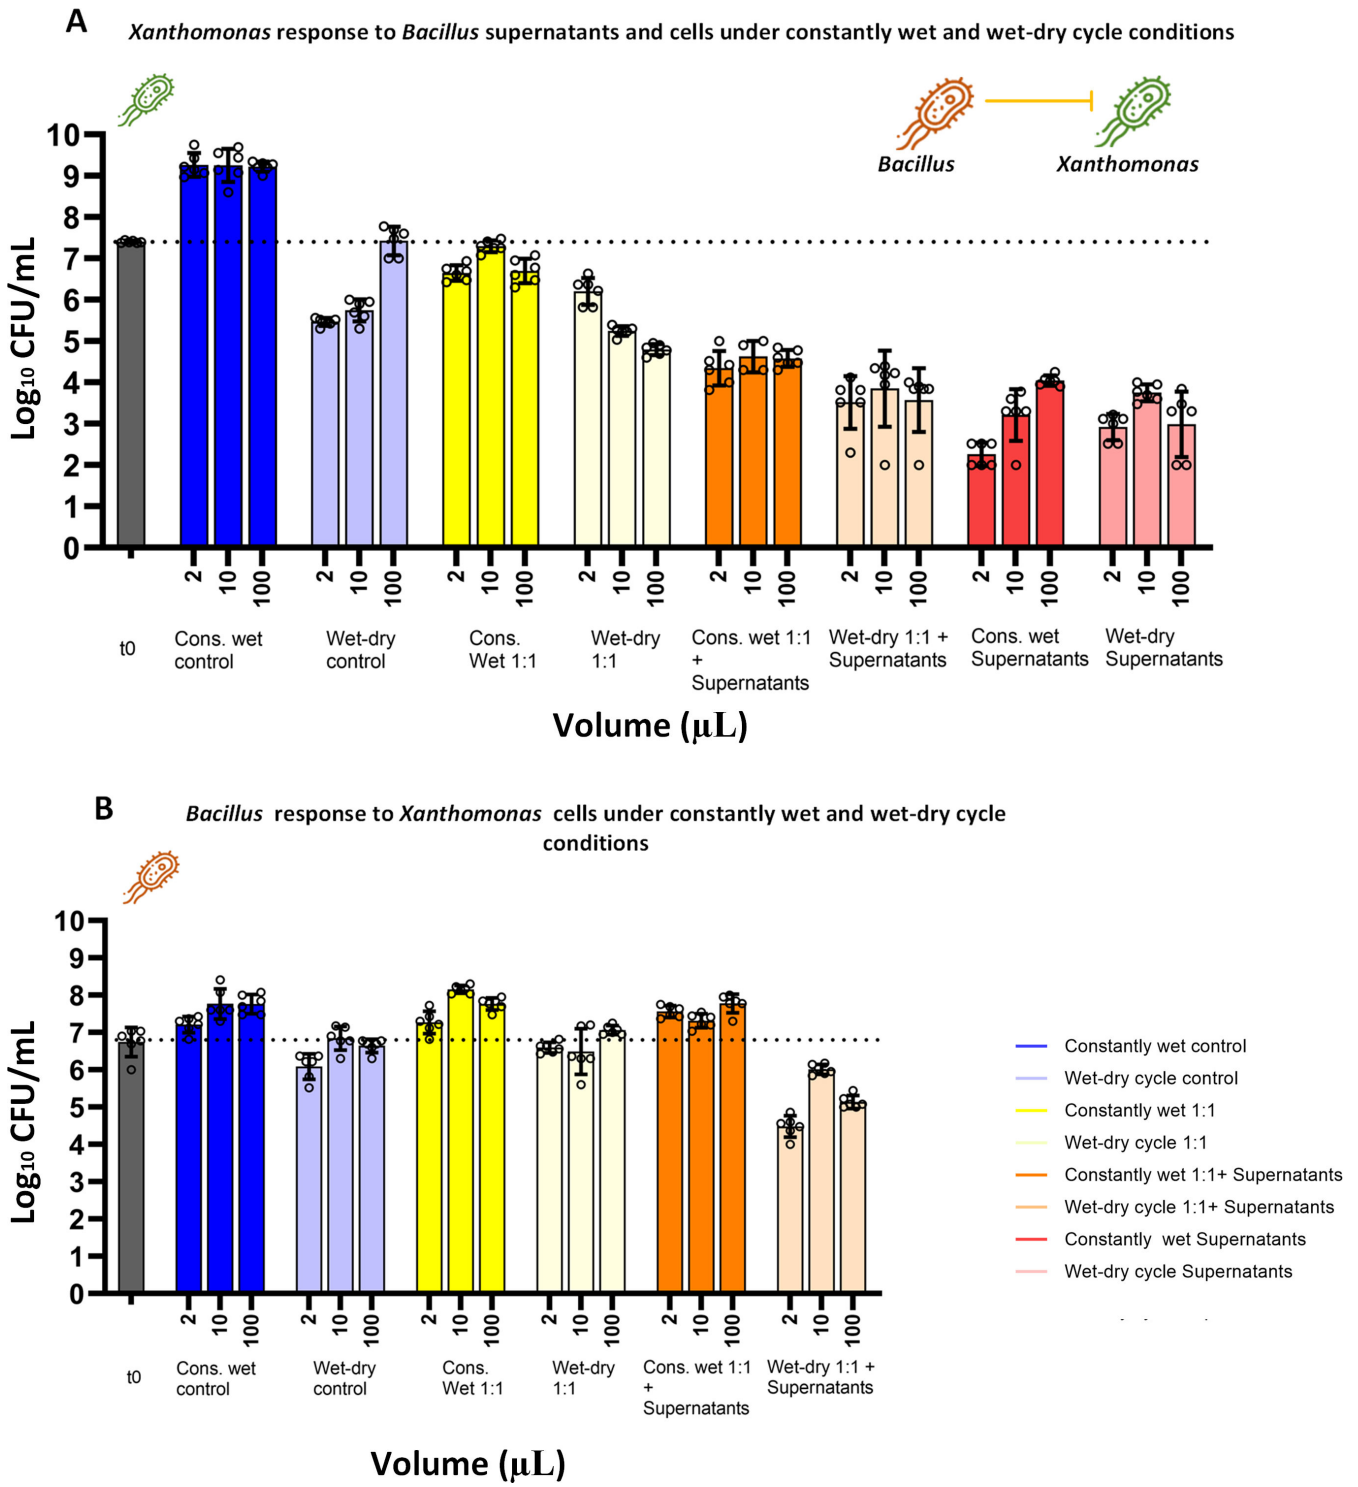 A
Xanthomonas response to Bacillus supernatants and cells under constantly wet and wet-dry cycle conditions
Bacillus
Xanthomonas
Log10 CFU/mL
10
9
8
7
6
5
4
3
2
1
0
2 10 100 2 10 100 2 10 100 2 10 100 2 10 100 2 10 100 2 10 100 2 10 100
t0
Cons. wet
control
Wet-dry
control
Cons.
Wet 1:1
Wet-dry
1:1
Cons. wet 1:1
+
Supernatants
Wet-dry 1:1 +
Supernatants
Cons. wet
Supernatants
Wet-dry
Supernatants
Volume (µL)
B
Bacillus response to Xanthomonas cells under constantly wet and wet-dry cycle
conditions
Log10 CFU/mL
10
9
8
7
6
5
4
3
2
1
0
2 10 100 2 10 100 2 10 100 2 10 100 2 10 100 2 10 100
t0
Cons. wet
control
Wet-dry
control
Cons.
Wet 1:1
Wet-dry
1:1
Cons. wet 1:1
+
Supernatants
Wet-dry 1:1 +
Supernatants
Volume (µL)
Constantly wet control
Wet-dry cycle control
Constantly wet 1:1
Wet-dry cycle 1:1
Constantly wet 1:1+ Supernatants
Wet-dry cycle 1:1+ Supernatants
Constantly wet Supernatants
Wet-dry cycle Supernatants